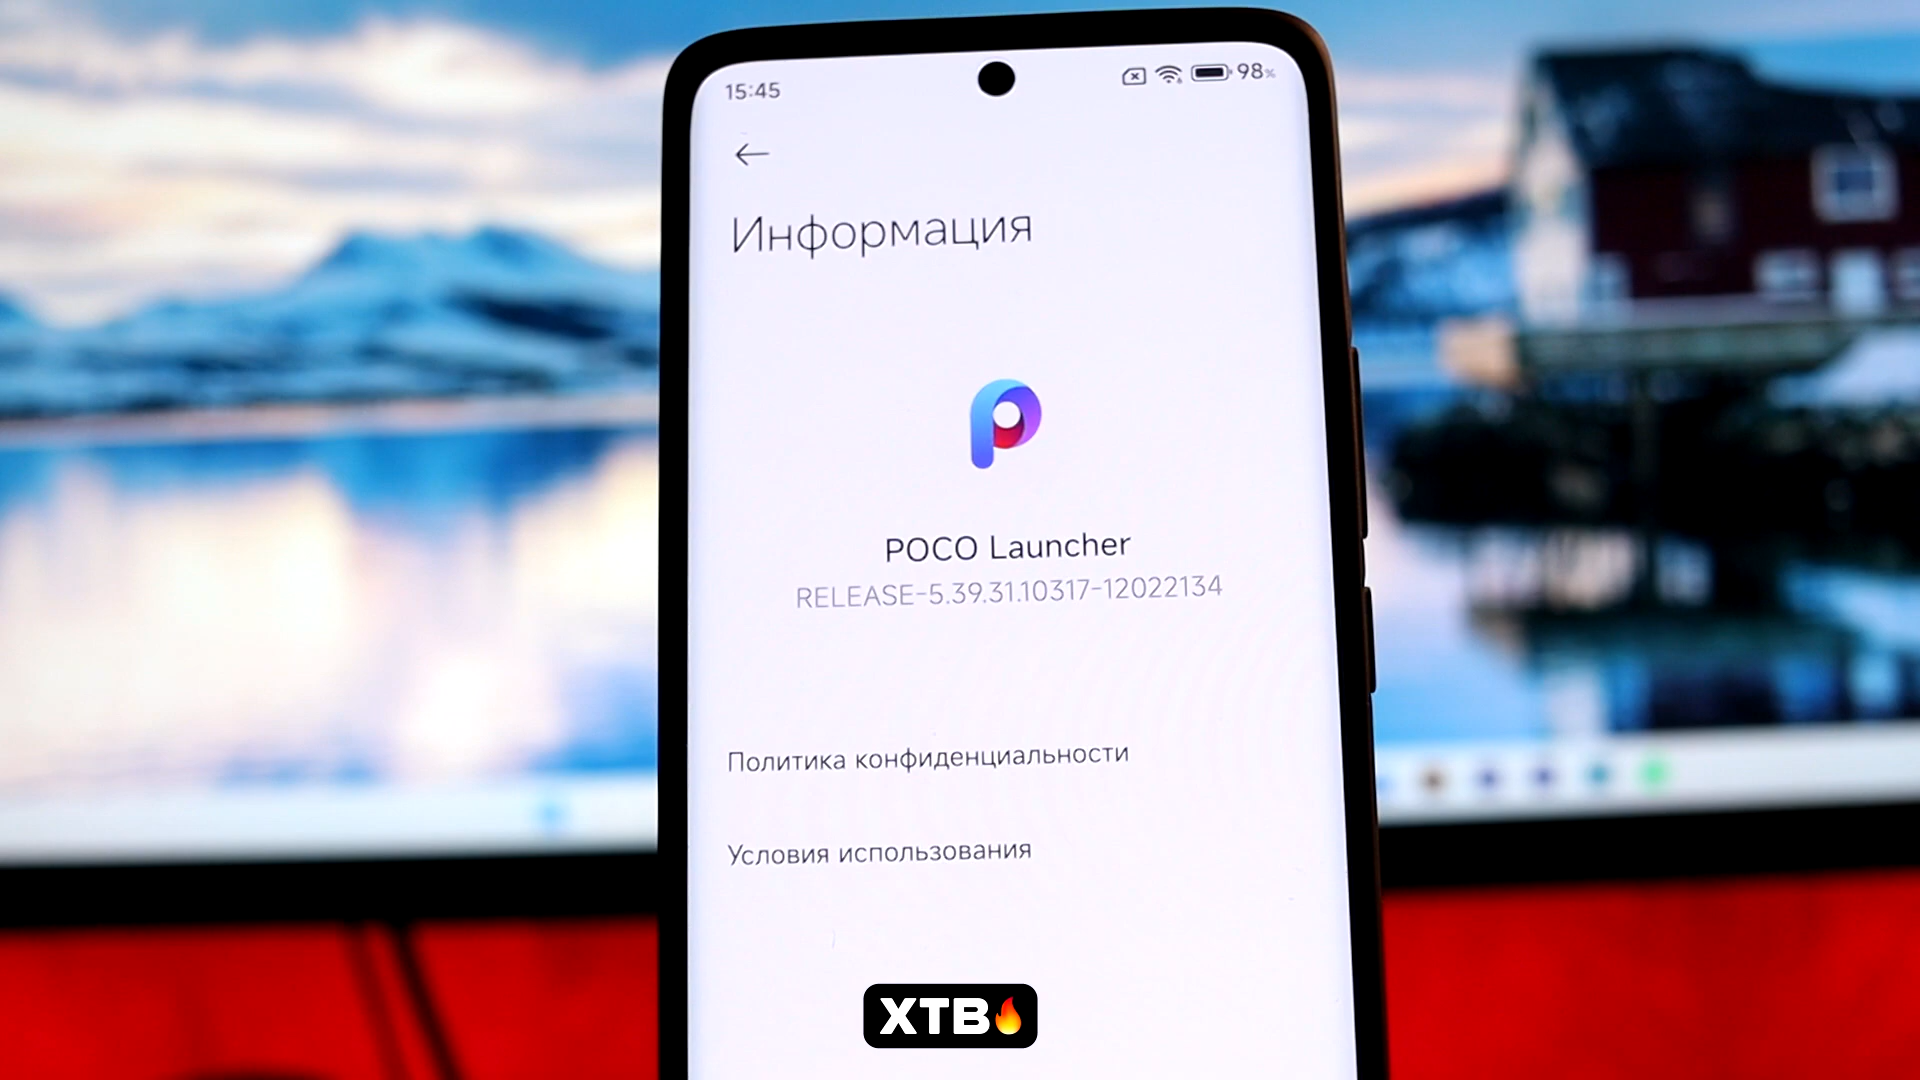 15:45
98%
Информация
POCO Launcher
RELEASE-5.39.31.10317-12022134
Политика конфиденциальности
Условия использования
XTB🔥